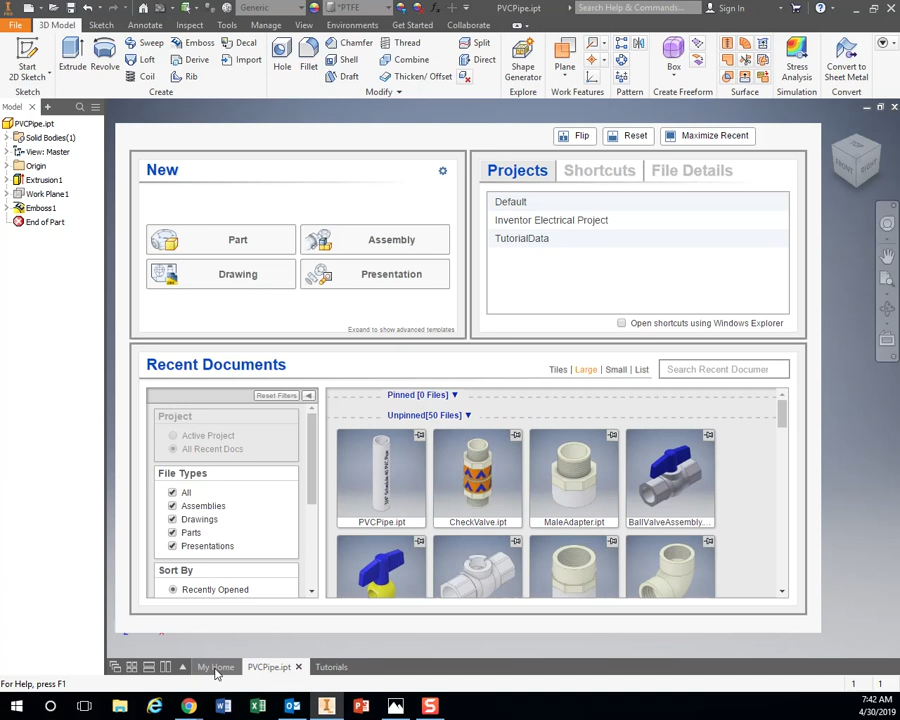 Generic
*PTFE
PVCPipe.ipt
Search Help & Commands...
Sign In
File
3D Model
Sketch
Annotate
Inspect
Tools
Manage
View
Environments
Get Started
Collaborate
Start
2D Sketch
Extrude
Revolve
Sweep
Loft
Coil
Emboss
Derive
Rib
Decal
Import
Create
Hole
Fillet
Chamfer
Shell
Draft
Thread
Combine
Thicken/ Offset
Split
Direct
Modify
Shape
Generator
Explore
Plane
Work Features
Pattern
Box
Create Freeform
Surface
Stress
Analysis
Simulation
Convert to
Sheet Metal
Convert
Model
PVCPipe.ipt
Solid Bodies(1)
View: Master
Origin
Extrusion1
Work Plane1
Emboss1
End of Part
Flip
Reset
Maximize Recent
FRONT
RIGHT
New
Part
Assembly
Drawing
Presentation
Expand to show advanced templates
Projects
Shortcuts
File Details
Default
Inventor Electrical Project
TutorialData
Open shortcuts using Windows Explorer
Recent Documents
Tiles | Large | Small | List
Search Recent Documen
Reset Filters
Project
Active Project
All Recent Docs
File Types
All
Assemblies
Drawings
Parts
Presentations
Sort By
Recently Opened
Pinned [0 Files]
Unpinned[50 Files]
PVCPipe.ipt
CheckValve.ipt
MaleAdapter.ipt
BallValveAssembly....
My Home
PVCPipe.ipt
Tutorials
For Help, press F1
1
1
7:42 AM
4/30/2019